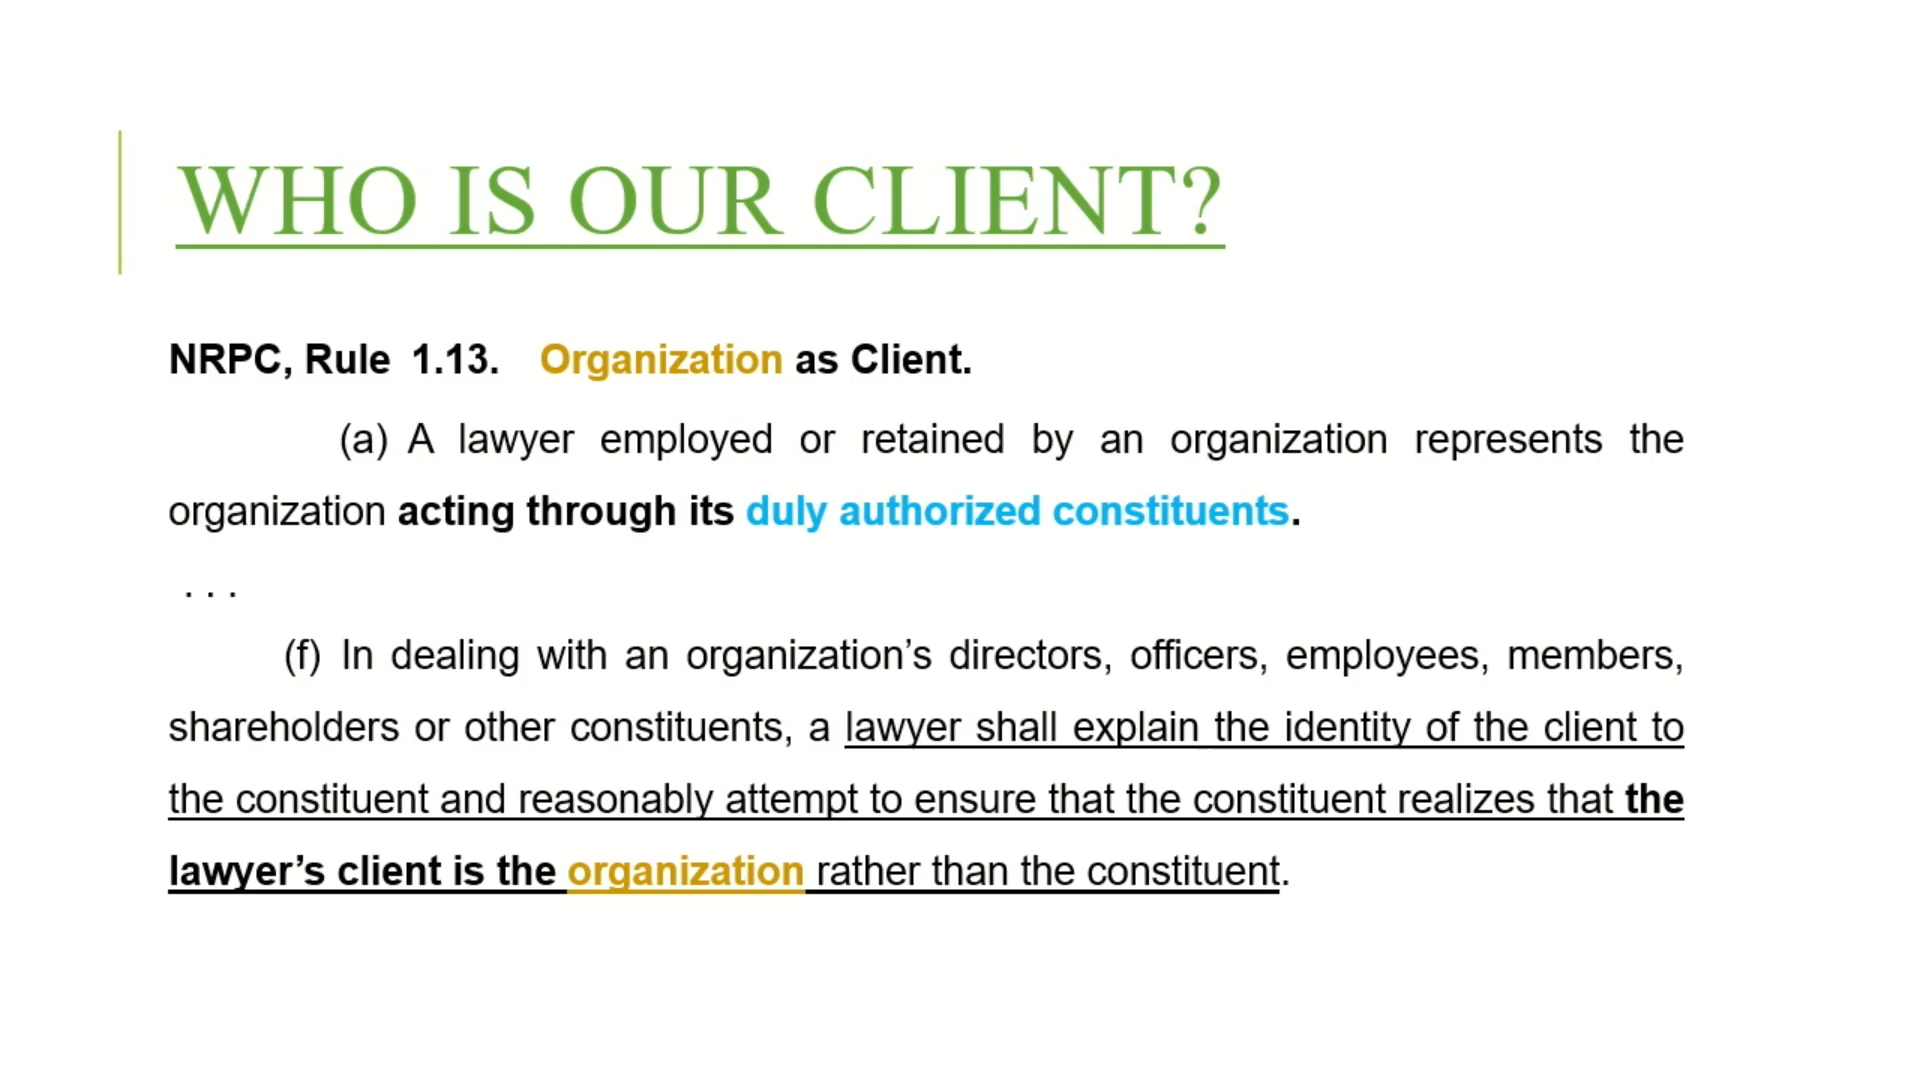 WHO IS OUR CLIENT?
NRPC, Rule 1.13. Organization as Client.
(a) A lawyer employed or retained by an organization represents the
organization acting through its duly authorized constituents.
. . .
(f) In dealing with an organization’s directors, officers, employees, members,
shareholders or other constituents, a lawyer shall explain the identity of the client to
the constituent and reasonably attempt to ensure that the constituent realizes that the
lawyer’s client is the organization rather than the constituent.